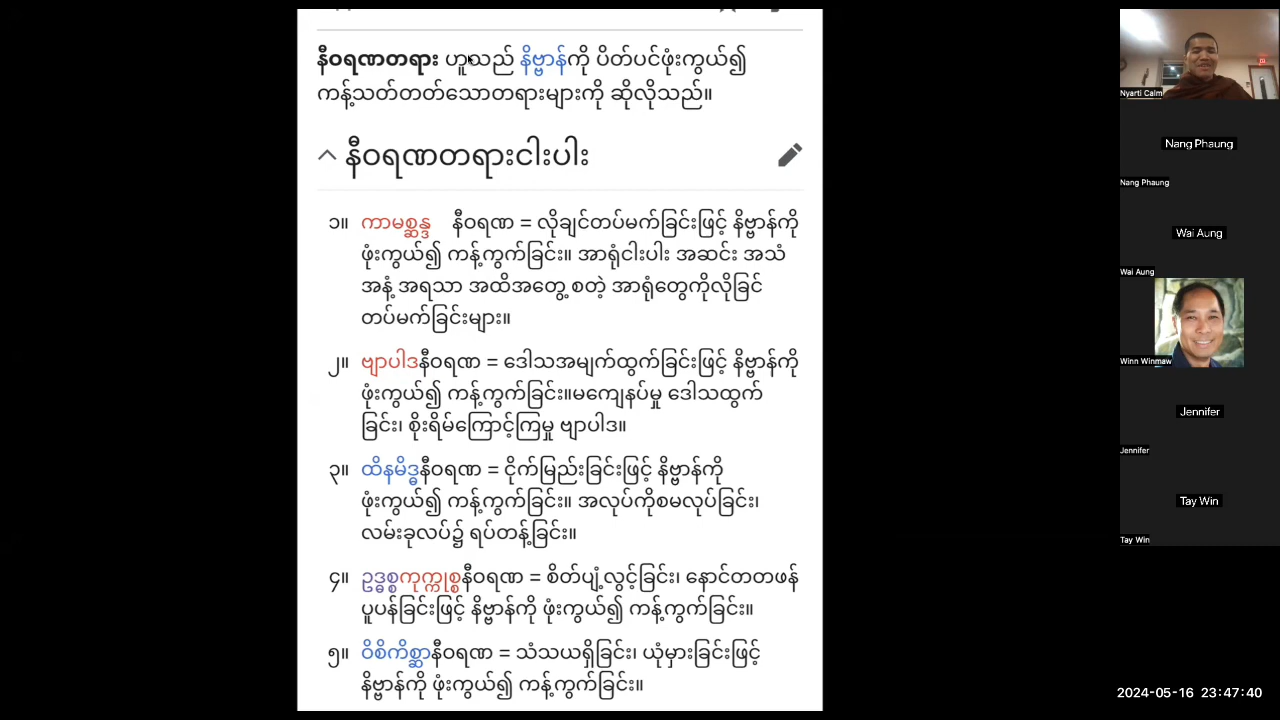 နီဝရဏတရား ဟူသည် နိဗ္ဗာန်ကို ပိတ်ပင်ဖုံးကွယ်၍
ကန့်သတ်တတ်သောတရားများကို ဆိုလိုသည်။
နီဝရဏတရားငါးပါး
၁။ ကာမစ္ဆန္ဒ နီဝရဏ = လိုချင်တပ်မက်ခြင်းဖြင့် နိဗ္ဗာန်ကို
ဖုံးကွယ်၍ ကန့်ကွက်ခြင်း။ အာရုံငါးပါး အဆင်း အသံ
အနံ့ အရသာ အထိအတွေ့ စတဲ့ အာရုံတွေကိုလိုခြင်
တပ်မက်ခြင်းများ။
၂။ ဗျာပါဒနီဝရဏ = ဒေါသအမျက်ထွက်ခြင်းဖြင့် နိဗ္ဗာန်ကို
ဖုံးကွယ်၍ ကန့်ကွက်ခြင်း။မကျေနပ်မှု ဒေါသထွက်
ခြင်း၊ စိုးရိမ်ကြောင့်ကြမှု ဗျာပါဒ။
၃။ ထိနမိဒ္ဓနီဝရဏ = ငိုက်မြည်းခြင်းဖြင့် နိဗ္ဗာန်ကို
ဖုံးကွယ်၍ ကန့်ကွက်ခြင်း။ အလုပ်ကိုစမလုပ်ခြင်း၊
လမ်းခုလပ်၌ ရပ်တန့်ခြင်း။
၄။ ဥဒ္ဓစ္စကုက္ကုစ္စနီဝရဏ = စိတ်ပျံ့လွင့်ခြင်း၊ နောင်တတဖန်
ပူပန်ခြင်းဖြင့် နိဗ္ဗာန်ကို ဖုံးကွယ်၍ ကန့်ကွက်ခြင်း။
၅။ ဝိစိကိစ္ဆာနီဝရဏ = သံသယရှိခြင်း၊ ယုံမှားခြင်းဖြင့်
နိဗ္ဗာန်ကို ဖုံးကွယ်၍ ကန့်ကွက်ခြင်း။
Nyarti Calm
Nang Phaung
Nang Phaung
Wai Aung
Wai Aung
Winn Winmaw
Jennifer
Jennifer
Tay Win
Tay Win
2024-05-16 23:47:40